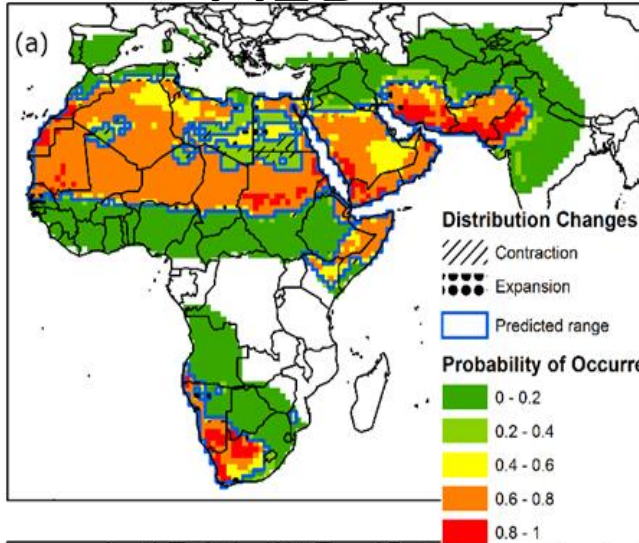 (a)
Distribution Changes
Contraction
Expansion
Predicted range
Probability of Occurre
0 - 0.2
0.2 - 0.4
0.4 - 0.6
0.6 - 0.8
0.8 - 1